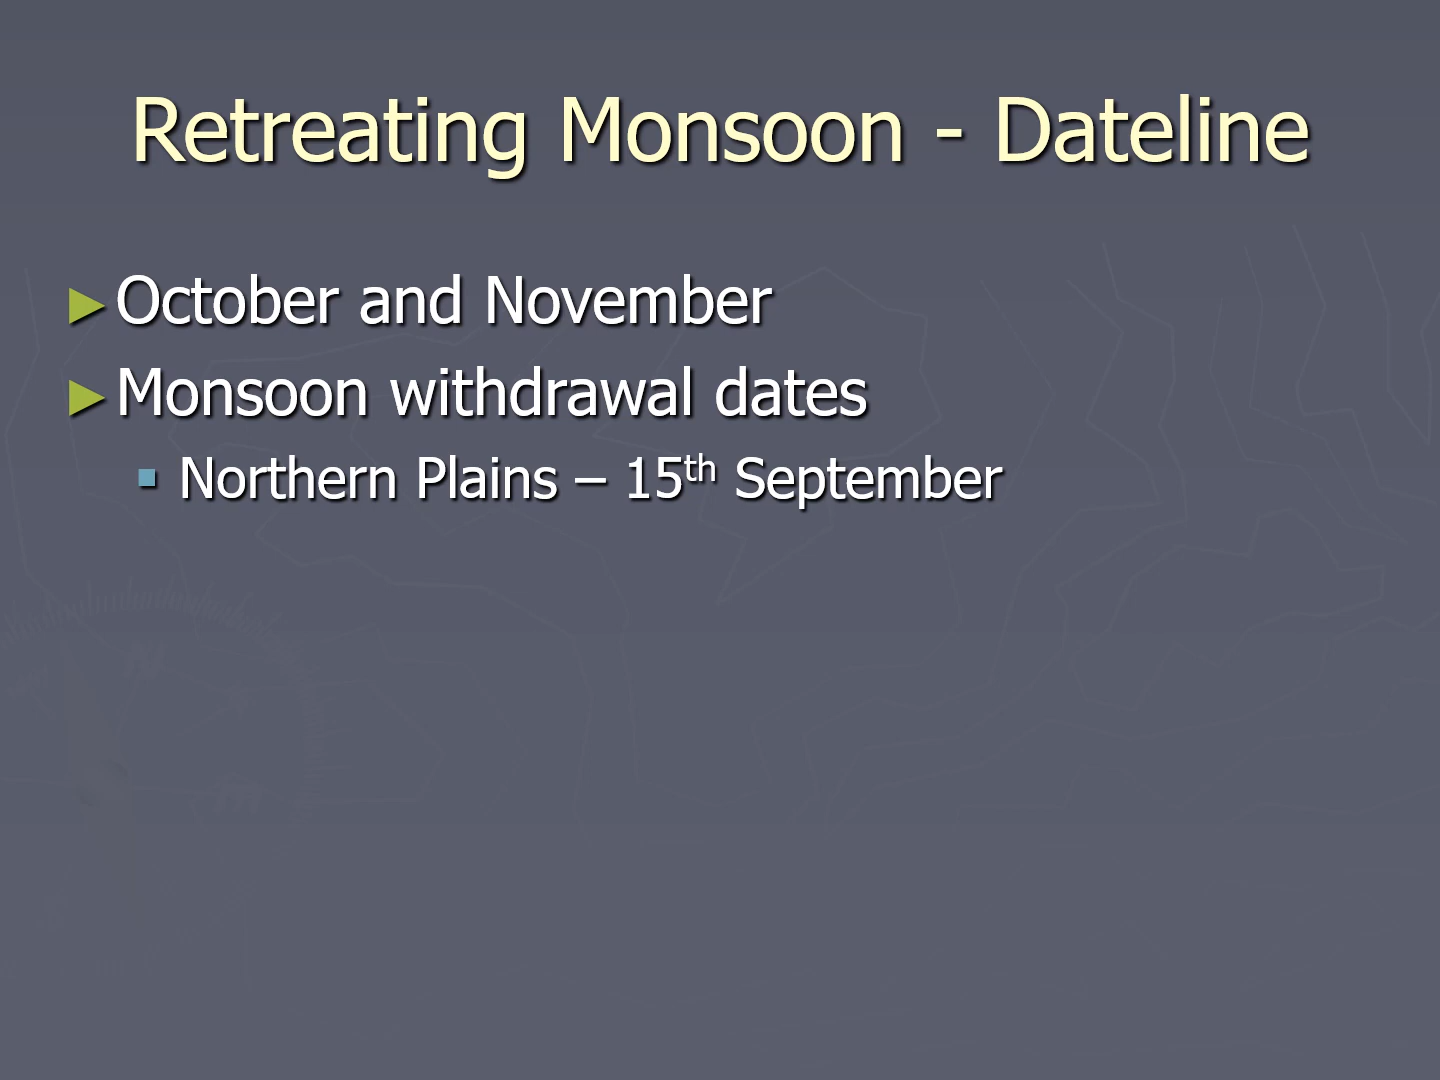 Retreating Monsoon - Dateline
► October and November
► Monsoon withdrawal dates
▪ Northern Plains – 15th September